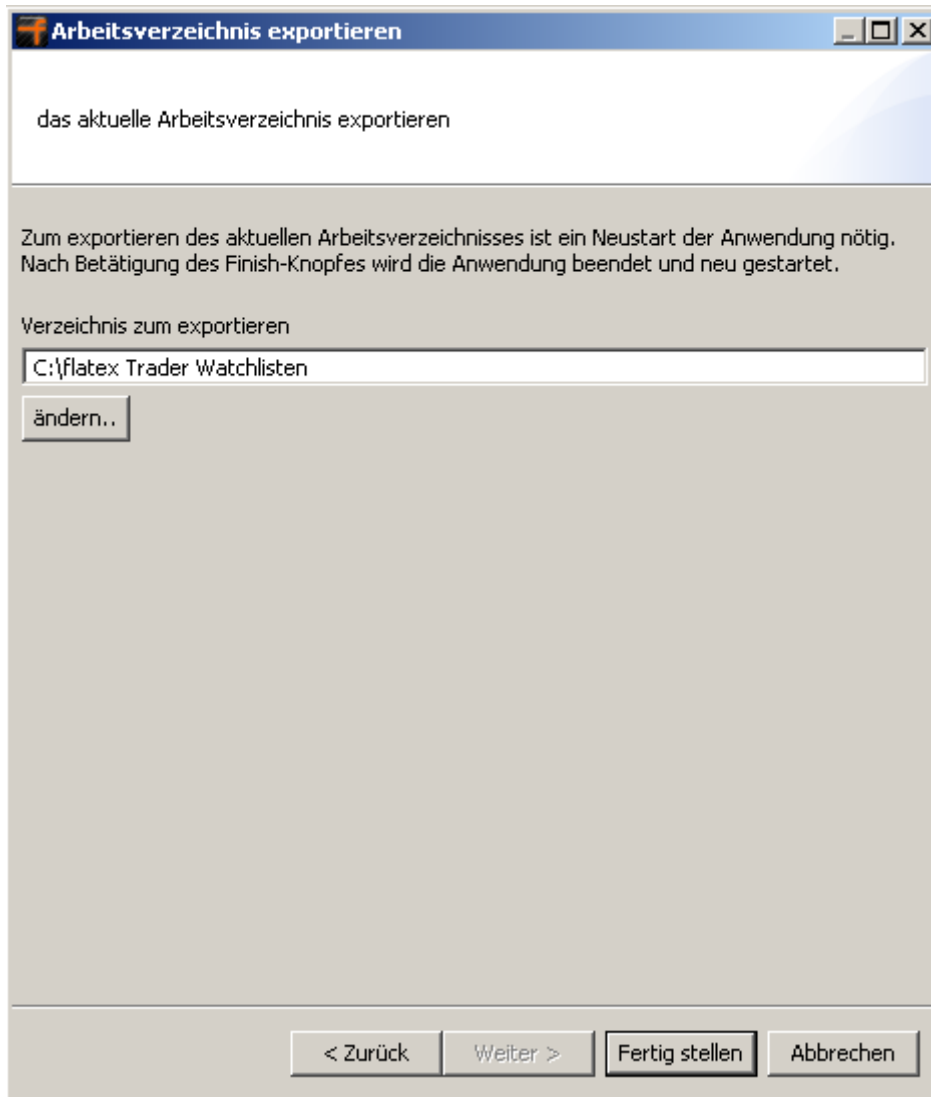 Arbeitsverzeichnis exportieren
das aktuelle Arbeitsverzeichnis exportieren
Zum exportieren des aktuellen Arbeitsverzeichnisses ist ein Neustart der Anwendung nötig.
Nach Betätigung des Finish-Knopfes wird die Anwendung beendet und neu gestartet.
Verzeichnis zum exportieren
C:\flatex Trader Watchlisten
ändern..
< Zurück
Weiter >
Fertig stellen
Abbrechen